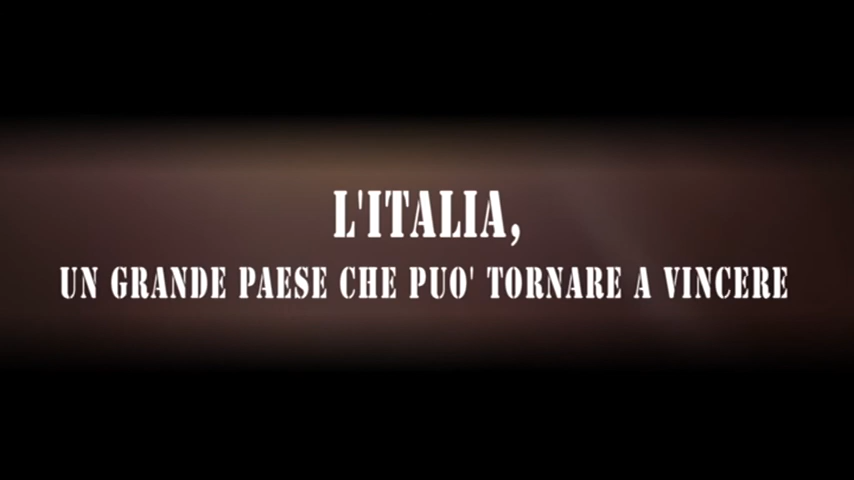 L'ITALIA,
UN GRANDE PAESE CHE PUO' TORNARE A VINCERE